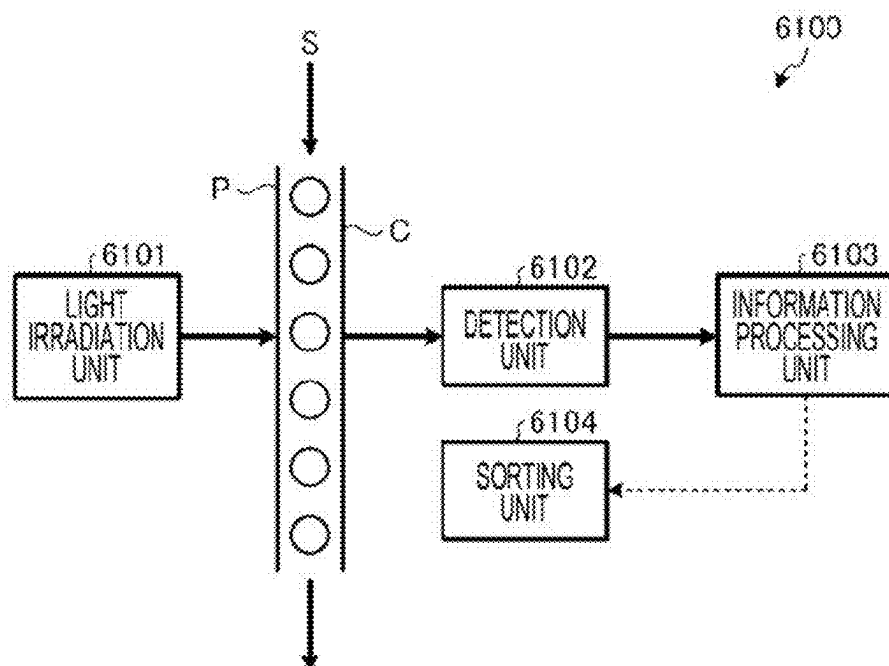 6100
S
P
C
6101
LIGHT
IRRADIATION
UNIT
6102
DETECTION
UNIT
6103
INFORMATION
PROCESSING
UNIT
6104
SORTING
UNIT